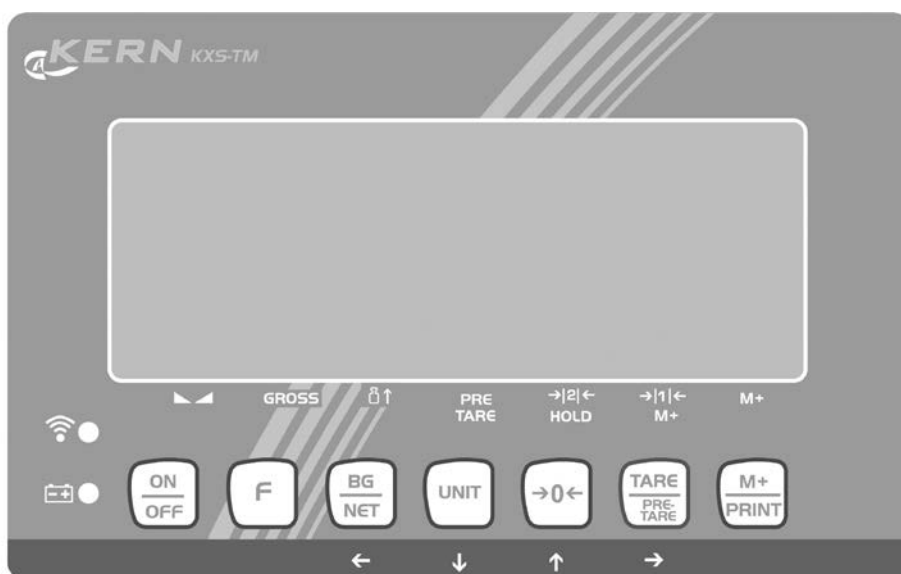 KERN KXS-TM
GROSS PRE →|2|← →|1|← M+
TARE HOLD M+
ON F BG UNIT →0← TARE M+
OFF NET PRE- PRINT
TARE
← ↓ ↑ →